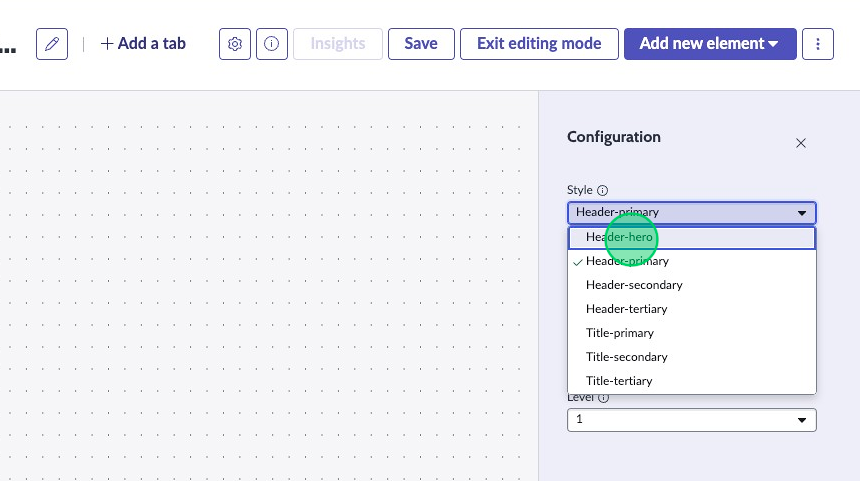 ...
+ Add a tab
Insights
Save
Exit editing mode
Add new element
Configuration
Style
Header-primary
Header-hero
Header-primary
Header-secondary
Header-tertiary
Title-primary
Title-secondary
Title-tertiary
Level
1